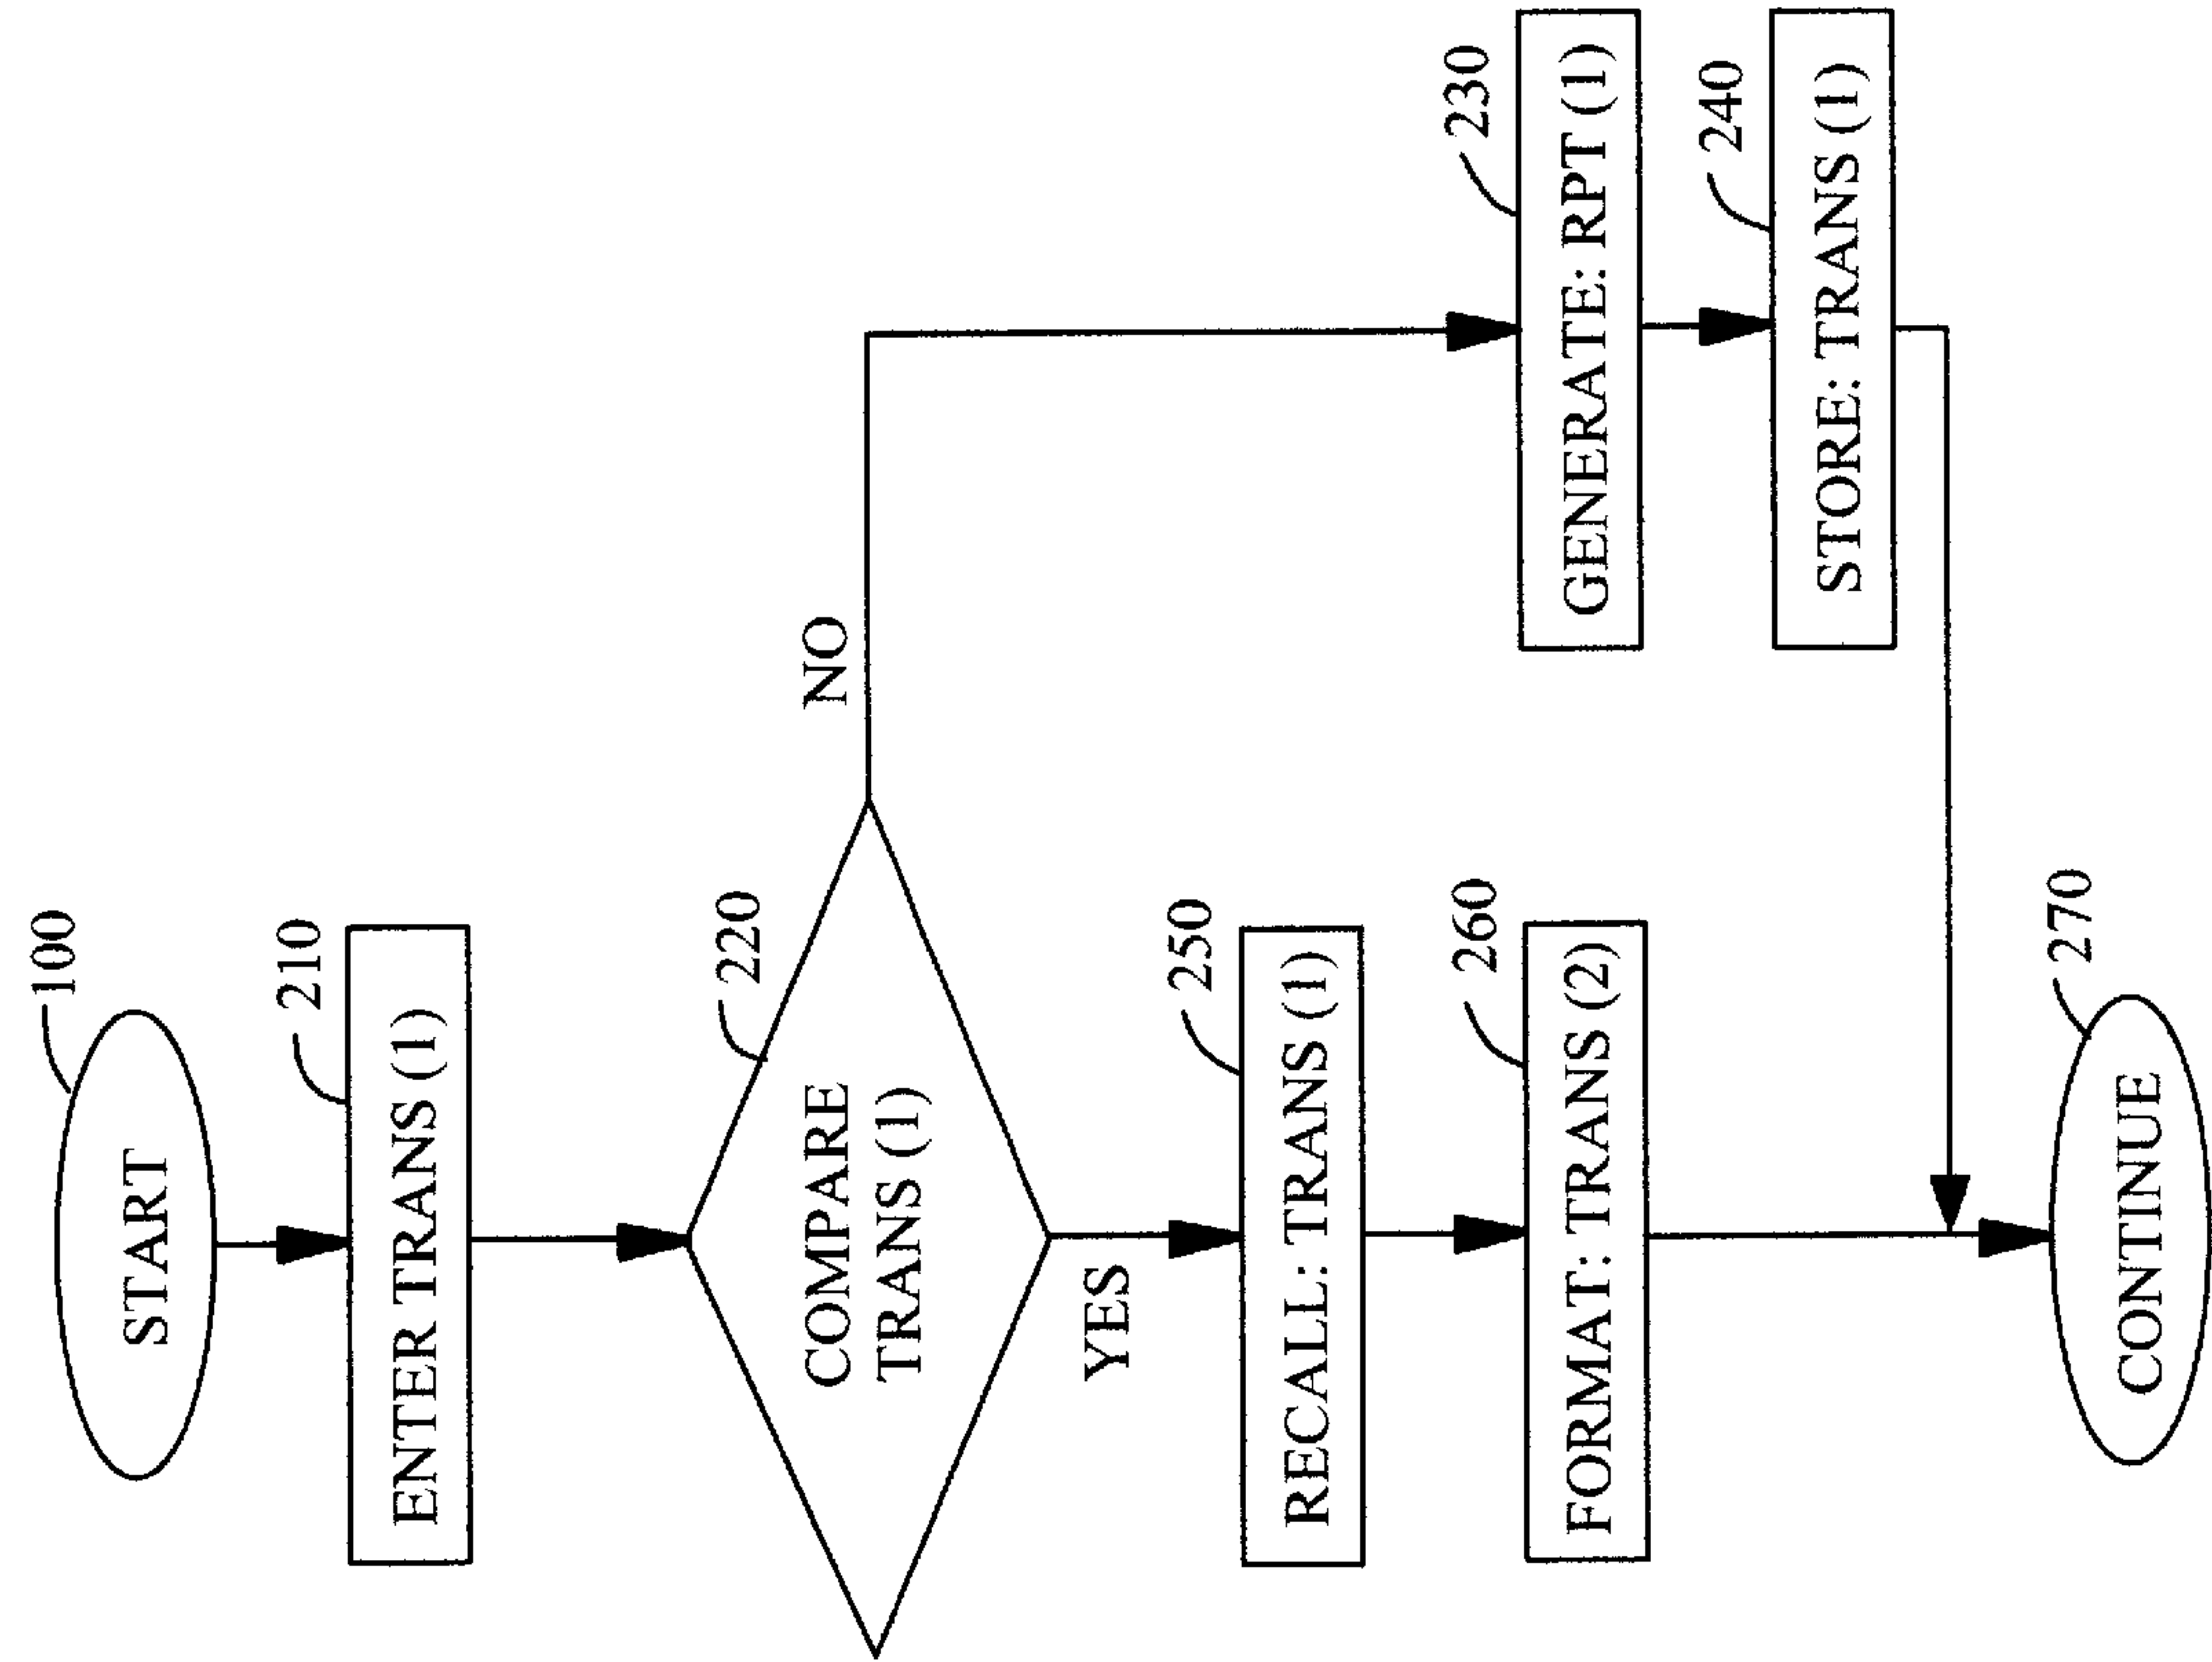 100
START
210
ENTER TRANS (1)
220
COMPARE
TRANS (1)
NO
YES
250
RECALL: TRANS (1)
260
FORMAT: TRANS (2)
230
GENERATE: RPT (1)
240
STORE: TRANS (1)
270
CONTINUE